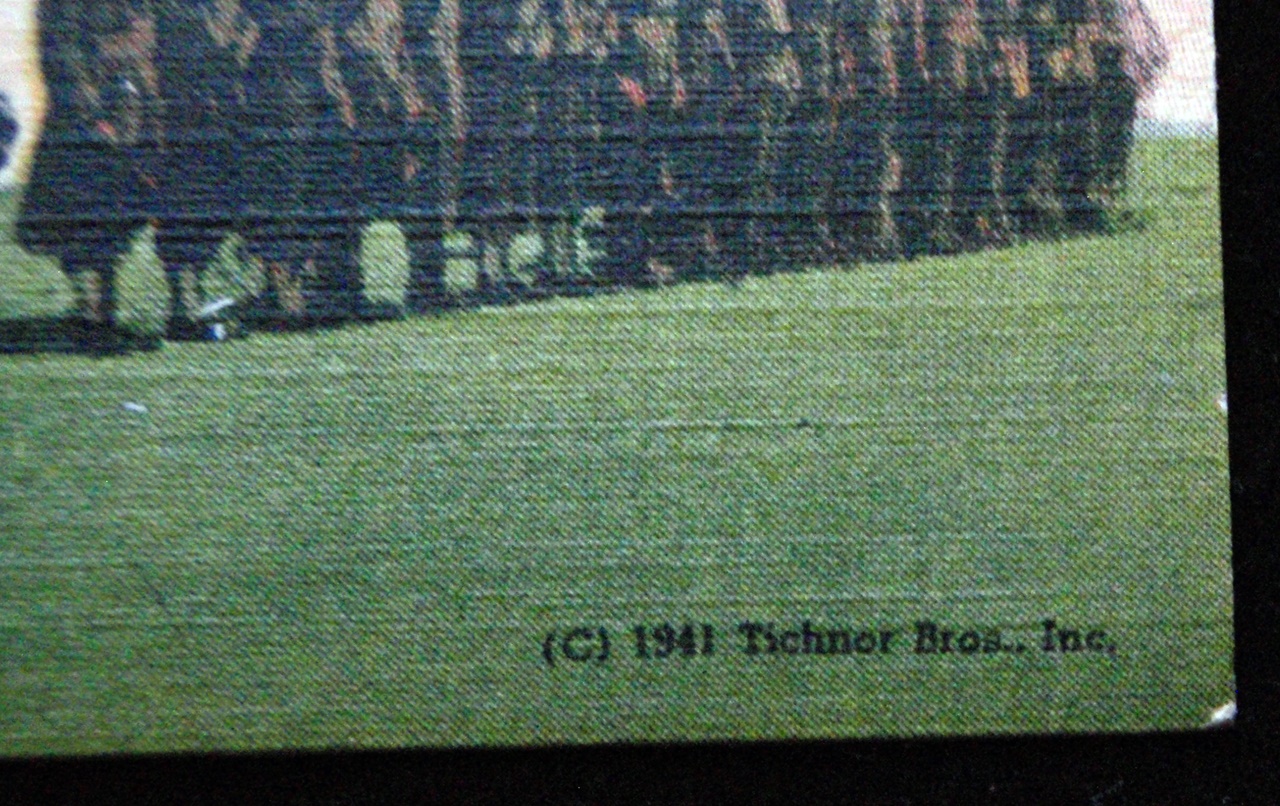 (C) 1941 Tichnor Bros., Inc.